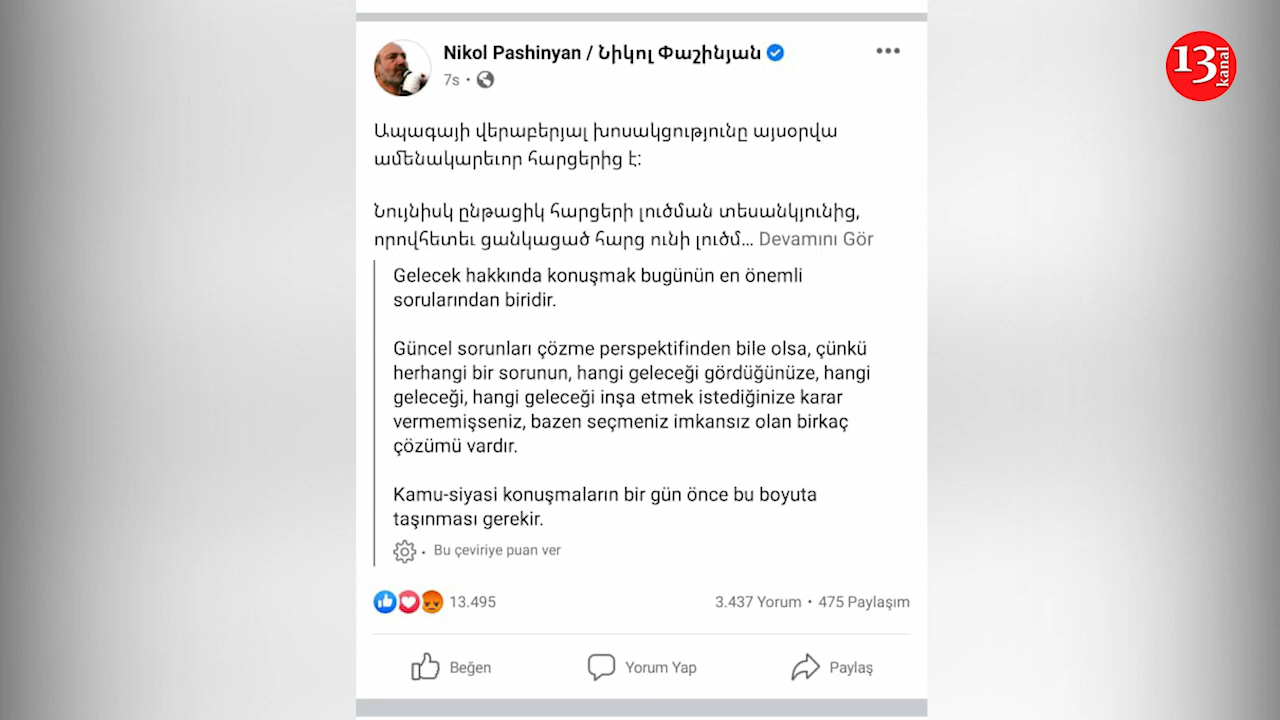 Nikol Pashinyan / Նիկոլ Փաշինյան
7s
13
kanal
Ապագայի վերաբերյալ խոսակցությունը այսօրվա
ամենակարեւոր հարցերից է:
Նույնիսկ ընթացիկ հարցերի լուծման տեսանկյունից,
որովհետեւ ցանկացած հարց ունի լուծմ... Devamını Gör
Gelecek hakkında konuşmak bugünün en önemli
sorularından biridir.
Güncel sorunları çözme perspektifinden bile olsa, çünkü
herhangi bir sorunun, hangi geleceği gördüğünüze, hangi
geleceği, hangi geleceği inşa etmek istediğinize karar
vermemişseniz, bazen seçmeniz imkansız olan birkaç
çözümü vardır.
Kamu-siyasi konuşmaların bir gün önce bu boyuta
taşınması gerekir.
Bu çeviriye puan ver
13.495
3.437 Yorum • 475 Paylaşım
Beğen
Yorum Yap
Paylaş